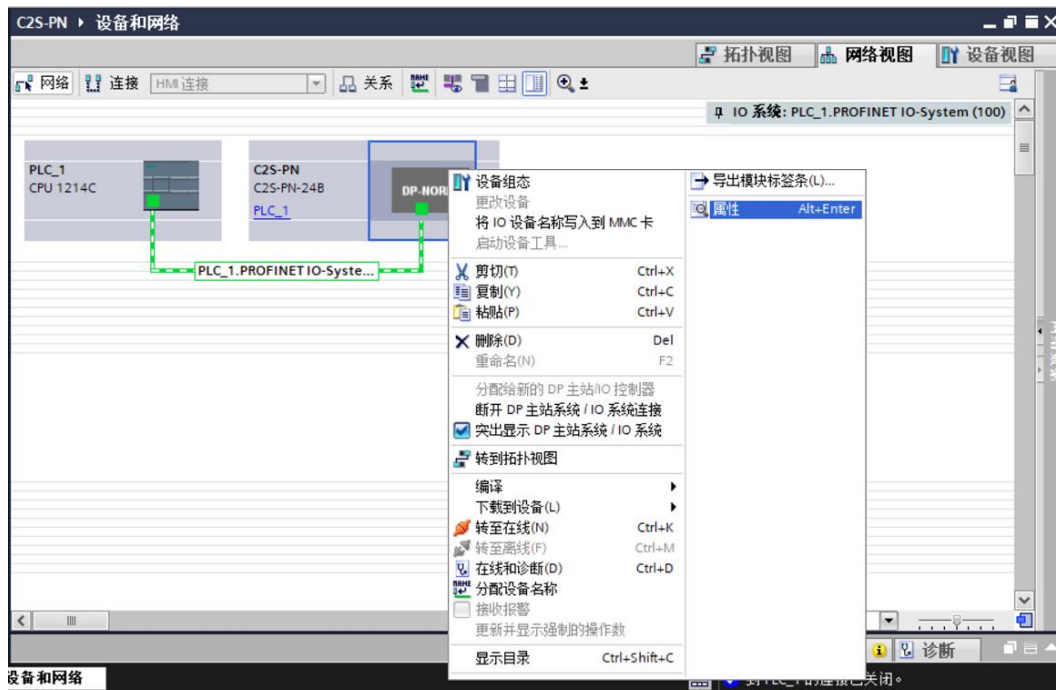 C2S-PN ▸ 设备和网络
拓扑视图 网络视图 设备视图
网络 连接 HMI 连接 关系
IO 系统: PLC_1.PROFINET IO-System (100)
PLC_1
CPU 1214C
C2S-PN
C2S-PN-24B
PLC_1
DP-NOR
PLC_1.PROFINET IO-Syste...
设备组态
更改设备
将 IO 设备名称写入到 MMC 卡
启动设备工具...
剪切(T) Ctrl+X
复制(Y) Ctrl+C
粘贴(P) Ctrl+V
删除(D) Del
重命名(N) F2
分配给新的 DP 主站/IO 控制器
断开 DP 主站系统 / IO 系统连接
突出显示 DP 主站系统 / IO 系统
转到拓扑视图
编译
下载到设备(L)
转至在线(N) Ctrl+K
转至离线(F) Ctrl+M
在线和诊断(D) Ctrl+D
分配设备名称
接收报警
更新并显示强制的操作数
显示目录 Ctrl+Shift+C
导出模块标签条(L)...
属性 Alt+Enter
诊断
设备和网络
到 PLC_1 的连接已关闭。